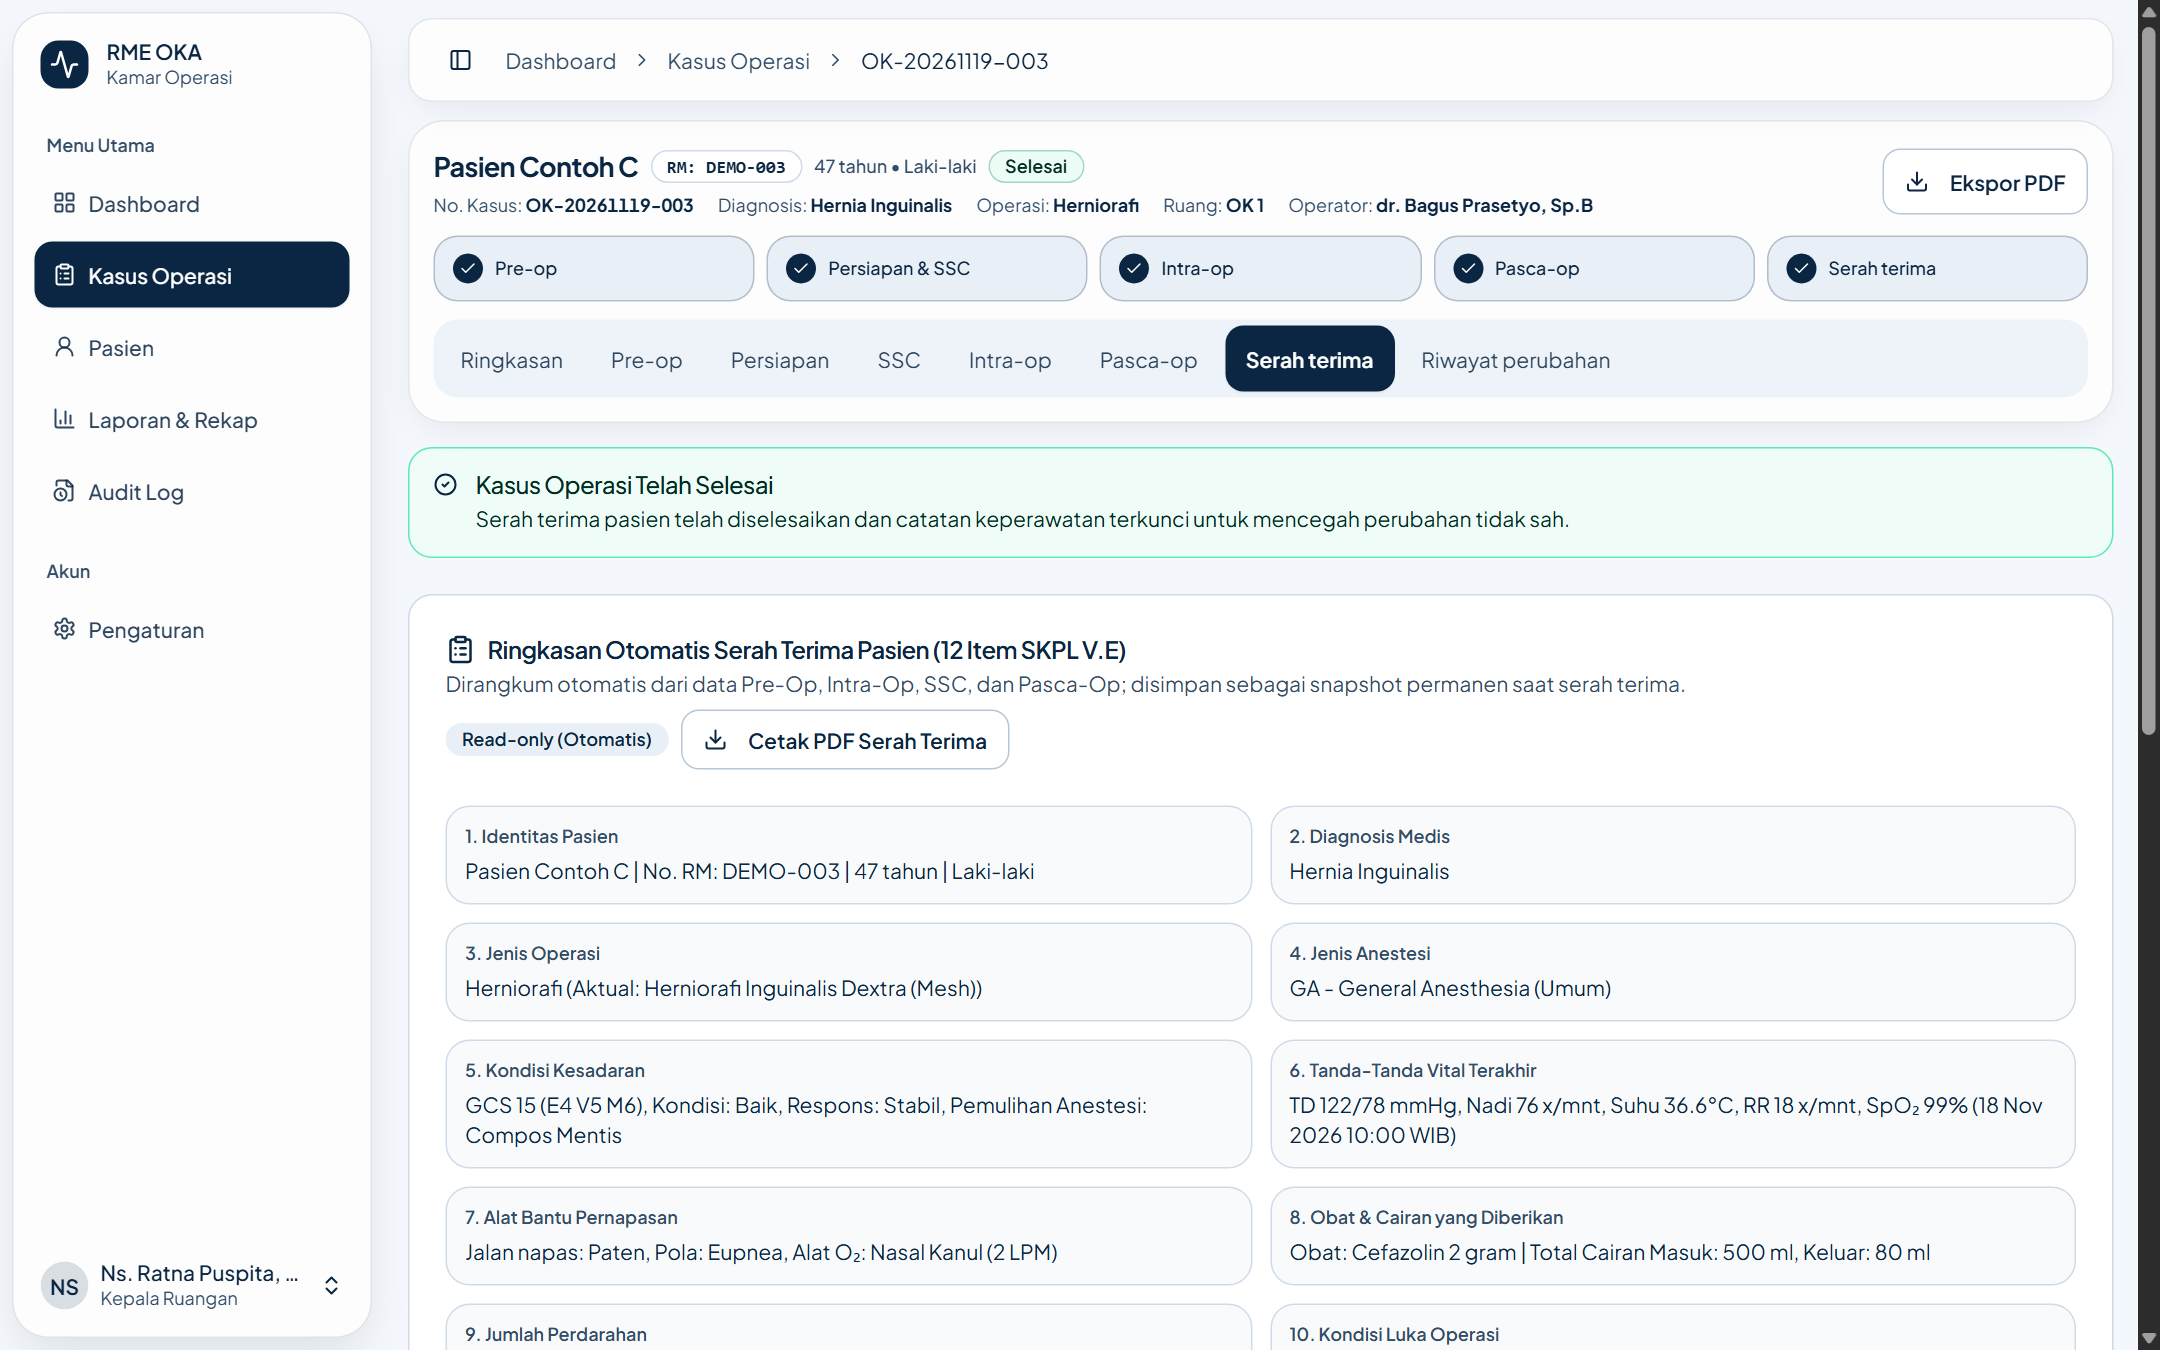 RME OKA
Kamar Operasi
Menu Utama
Dashboard
Kasus Operasi
Pasien
Laporan & Rekap
Audit Log
Akun
Pengaturan
NS
Ns. Ratna Puspita, ...
Kepala Ruangan
Dashboard > Kasus Operasi > OK-20261119-003
Pasien Contoh C RM: DEMO-003 47 tahun • Laki-laki Selesai
Ekspor PDF
No. Kasus: OK-20261119-003 Diagnosis: Hernia Inguinalis Operasi: Herniorafi Ruang: OK 1 Operator: dr. Bagus Prasetyo, Sp.B
Pre-op Persiapan & SSC Intra-op Pasca-op Serah terima
Ringkasan Pre-op Persiapan SSC Intra-op Pasca-op Serah terima Riwayat perubahan
Kasus Operasi Telah Selesai
Serah terima pasien telah diselesaikan dan catatan keperawatan terkunci untuk mencegah perubahan tidak sah.
Ringkasan Otomatis Serah Terima Pasien (12 Item SKPL V.E)
Dirangkum otomatis dari data Pre-Op, Intra-Op, SSC, dan Pasca-Op; disimpan sebagai snapshot permanen saat serah terima.
Read-only (Otomatis) Cetak PDF Serah Terima
1. Identitas Pasien
Pasien Contoh C | No. RM: DEMO-003 | 47 tahun | Laki-laki
2. Diagnosis Medis
Hernia Inguinalis
3. Jenis Operasi
Herniorafi (Aktual: Herniorafi Inguinalis Dextra (Mesh))
4. Jenis Anestesi
GA - General Anesthesia (Umum)
5. Kondisi Kesadaran
GCS 15 (E4 V5 M6), Kondisi: Baik, Respons: Stabil, Pemulihan Anestesi:
Compos Mentis
6. Tanda-Tanda Vital Terakhir
TD 122/78 mmHg, Nadi 76 x/mnt, Suhu 36.6°C, RR 18 x/mnt, SpO₂ 99% (18 Nov
2026 10:00 WIB)
7. Alat Bantu Pernapasan
Jalan napas: Paten, Pola: Eupnea, Alat O₂: Nasal Kanul (2 LPM)
8. Obat & Cairan yang Diberikan
Obat: Cefazolin 2 gram | Total Cairan Masuk: 500 ml, Keluar: 80 ml
9. Jumlah Perdarahan
10. Kondisi Luka Operasi